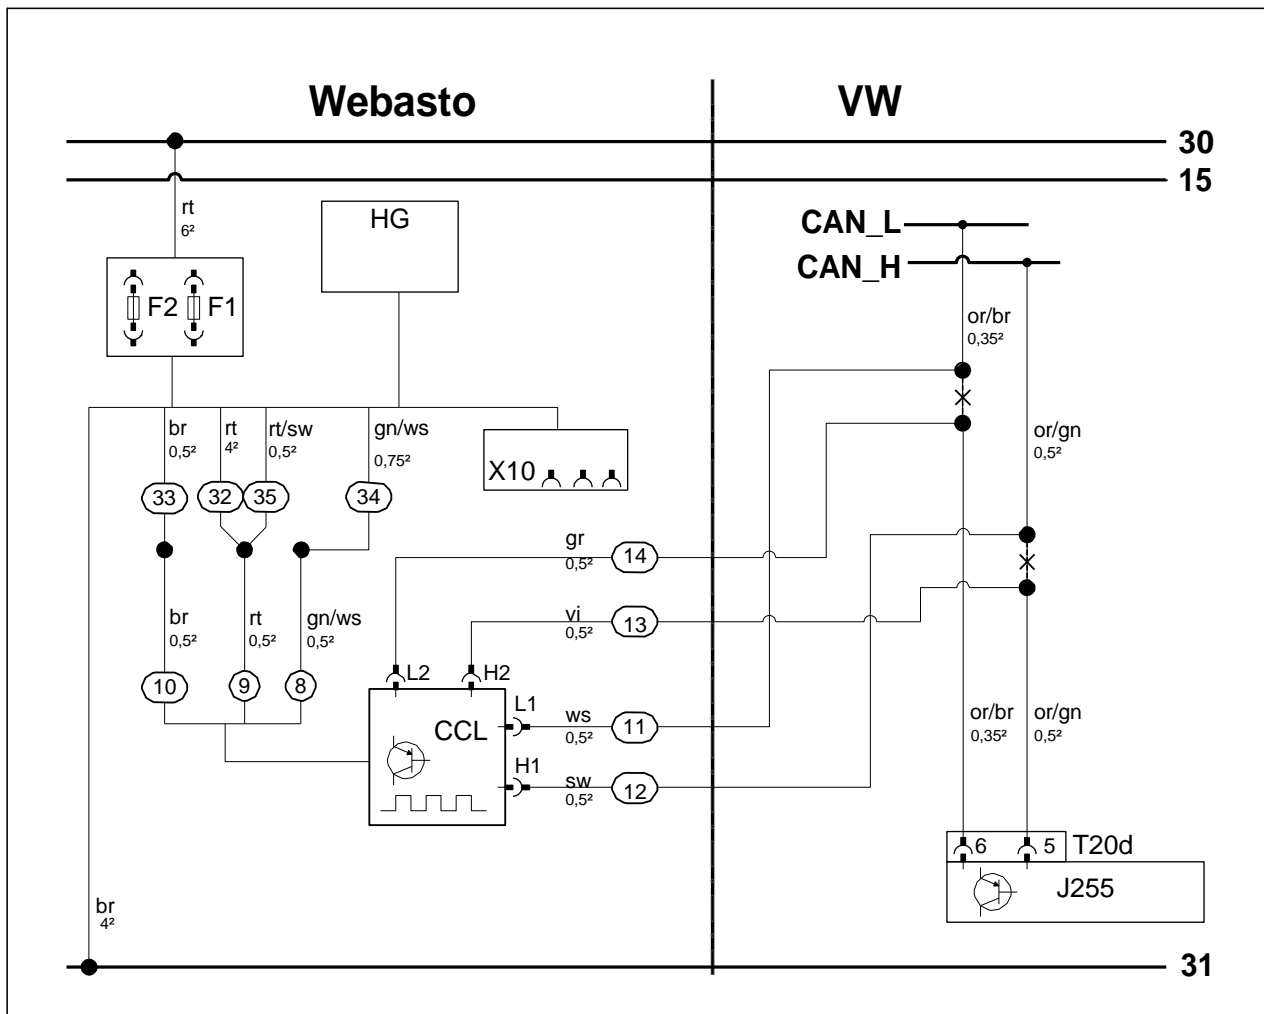 Webasto VW
30
15
rt
6²
HG
CAN_L
CAN_H
F2 F1
or/br
0,35²
br rt rt/sw gn/ws
0,5² 4² 0,5² 0,75²
or/gn
0,5²
X10
33 32 35 34
gr
0,5²
14
br rt gn/ws
0,5² 0,5² 0,5²
vi
0,5²
13
10 9 8
L2 H2
L1
ws
0,5²
11
CCL
or/br or/gn
0,35² 0,5²
H1
sw
0,5²
12
6 5 T20d
J255
br
4²
31